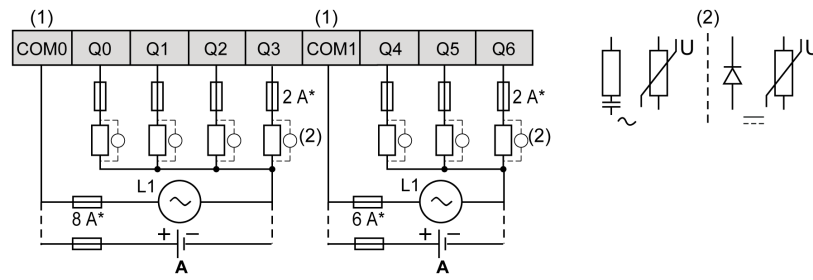 (1) (1) (2)
COM0 Q0 Q1 Q2 Q3 COM1 Q4 Q5 Q6
U U
2 A* 2 A*
(2) (2)
L1 L1
8 A* 6 A*
+ − + −
A A